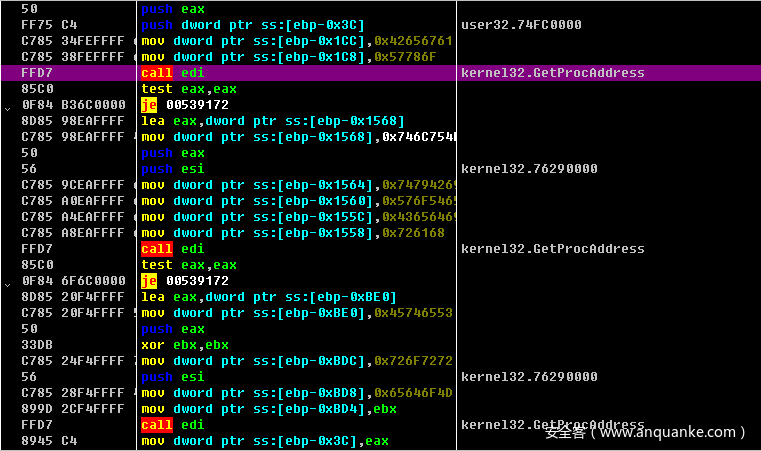 50 push eax
FF75 C4 push dword ptr ss:[ebp-0x3C] user32.74FC0000
C785 34FEFFFF mov dword ptr ss:[ebp-0x1CC],0x42656761
C785 38FEFFFF mov dword ptr ss:[ebp-0x1C8],0x57786F
FFD7 call edi kernel32.GetProcAddress
85C0 test eax,eax
0F84 B36C0000 je 00539172
8D85 98EAFFFF lea eax,dword ptr ss:[ebp-0x1568]
C785 98EAFFFF mov dword ptr ss:[ebp-0x1568],0x746C754
50 push eax
56 push esi kernel32.76290000
C785 9CEAFFFF mov dword ptr ss:[ebp-0x1564],0x7479426
C785 A0EAFFFF mov dword ptr ss:[ebp-0x1560],0x576F546
C785 A4EAFFFF mov dword ptr ss:[ebp-0x155C],0x4365646
C785 A8EAFFFF mov dword ptr ss:[ebp-0x1558],0x726168
FFD7 call edi kernel32.GetProcAddress
85C0 test eax,eax
0F84 6F6C0000 je 00539172
8D85 20F4FFFF lea eax,dword ptr ss:[ebp-0xBE0]
C785 20F4FFFF mov dword ptr ss:[ebp-0xBE0],0x45746553
50 push eax
33DB xor ebx,ebx
C785 24F4FFFF mov dword ptr ss:[ebp-0xBDC],0x726F7272
56 push esi kernel32.76290000
C785 28F4FFFF mov dword ptr ss:[ebp-0xBD8],0x65646F4D
899D 2CF4FFFF mov dword ptr ss:[ebp-0xBD4],ebx
FFD7 call edi kernel32.GetProcAddress
8945 C4 mov dword ptr ss:[ebp-0x3C],eax
安全客（www.anquanke.com）